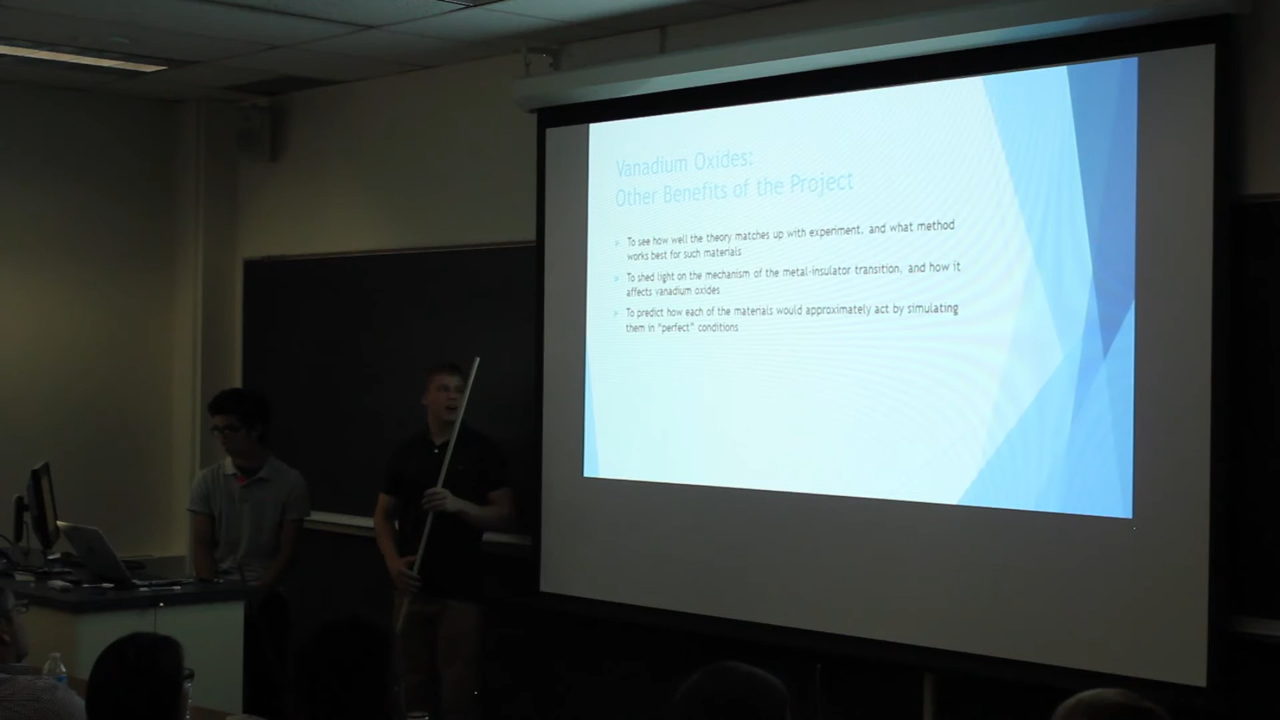 Vanadium Oxides:
Other Benefits of the Project
To see how well the theory matches up with experiment, and what method
works best for such materials
To shed light on the mechanism of the metal-insulator transition, and how it
affects vanadium oxides
To predict how each of the materials would approximately act by simulating
them in "perfect" conditions